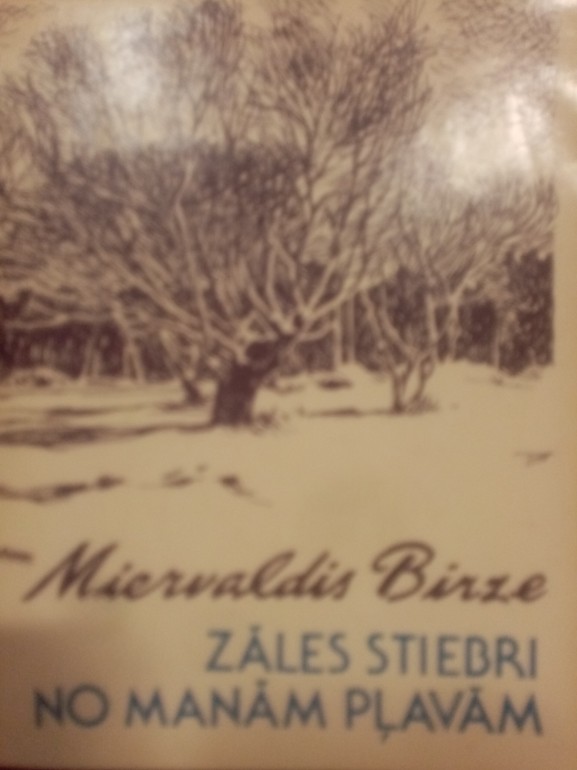 Miervaldis Birze
ZĀLES STIEBRI
NO MANĀM PĻAVĀM